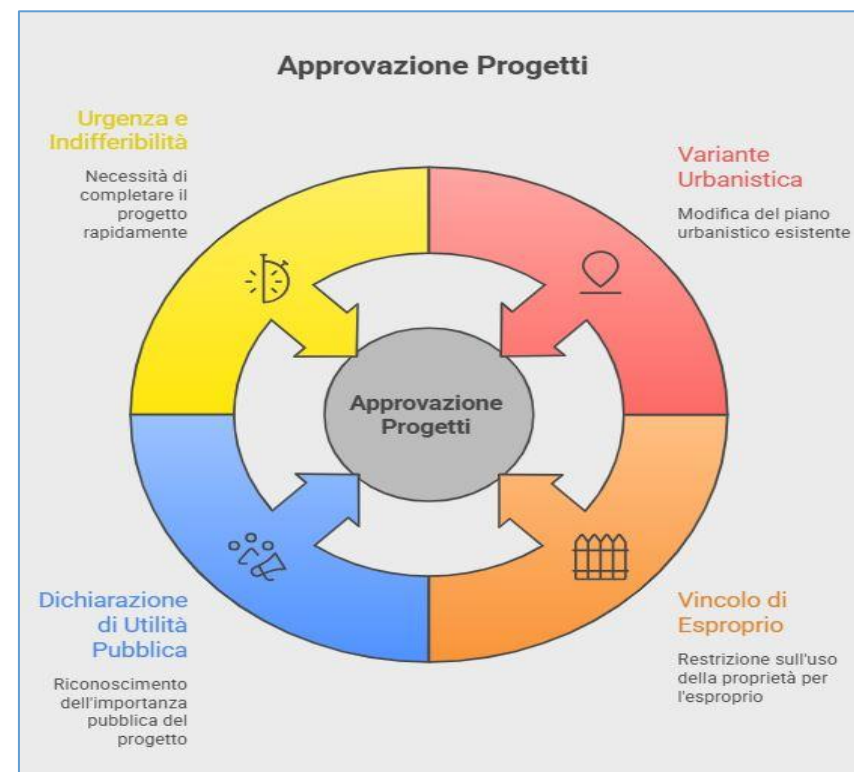 Approvazione Progetti
Urgenza e
Indifferibilità
Necessità di
completare il
progetto
rapidamente
Variante
Urbanistica
Modifica del piano
urbanistico esistente
Approvazione
Progetti
Dichiarazione
di Utilità
Pubblica
Riconoscimento
dell'importanza
pubblica del
progetto
Vincolo di
Esproprio
Restrizione sull'uso
della proprietà per
l'esproprio